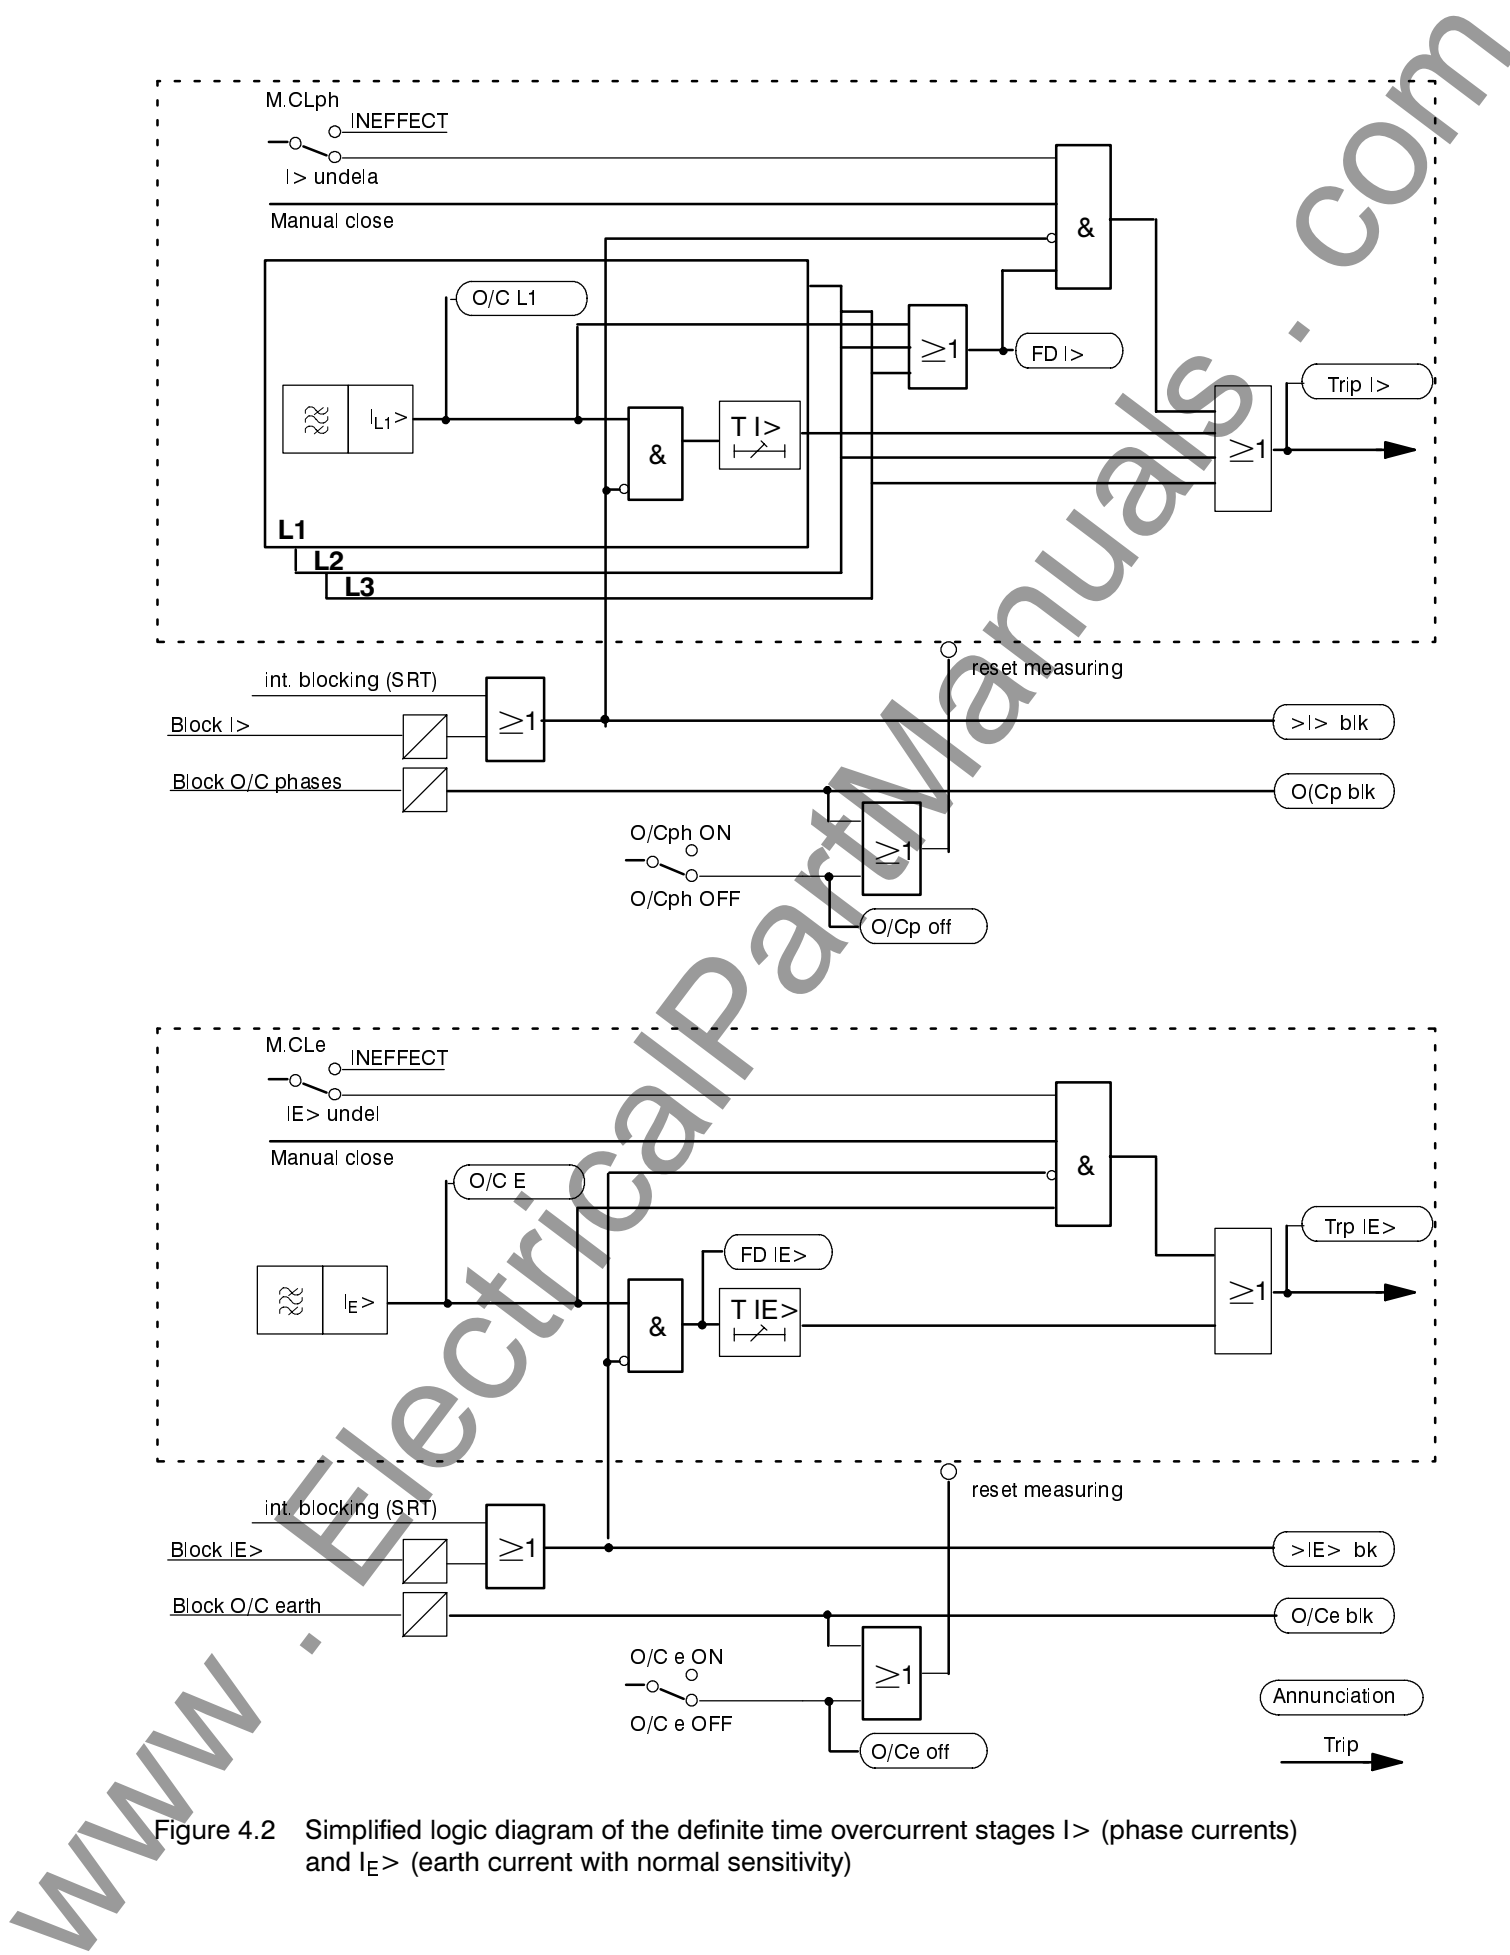 M.CLph
INEFFECT
I> undela
Manual close
&
O/C L1
≥1
FD I>
Trip I>
IL1>
&
T I>
≥1
L1
L2
L3
reset measuring
int. blocking (SRT)
≥1
Block I>
>I> blk
Block O/C phases
O(Cp blk
O/Cph ON
≥1
O/Cph OFF
O/Cp off
M.CLe
INEFFECT
IE> undel
Manual close
&
O/C E
Trp IE>
FD IE>
IE>
&
T IE>
≥1
reset measuring
int. blocking (SRT)
≥1
Block IE>
>IE> bk
Block O/C earth
O/Ce blk
O/C e ON
≥1
O/C e OFF
O/Ce off
Annunciation
Trip
Figure 4.2 Simplified logic diagram of the definite time overcurrent stages I> (phase currents)
and IE> (earth current with normal sensitivity)
www . ElectricalPartManuals . com